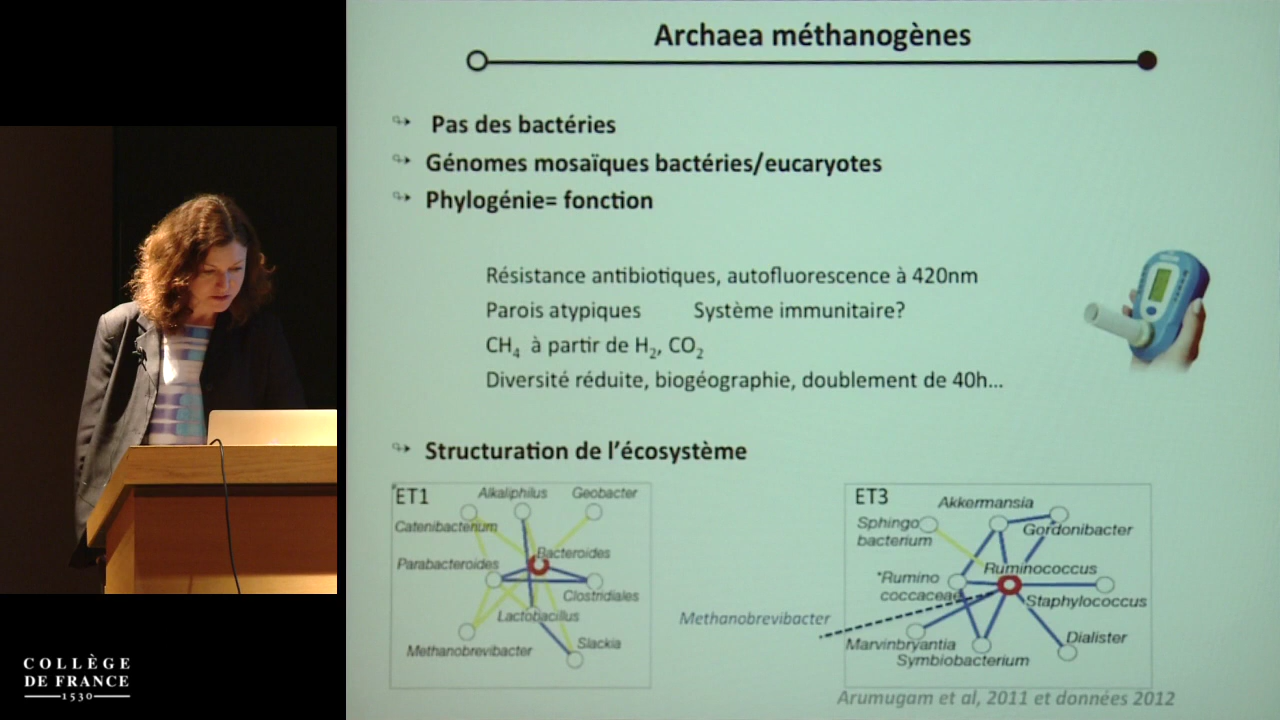 Archaea méthanogènes
Pas des bactéries
Génomes mosaïques bactéries/eucaryotes
Phylogénie= fonction
Résistance antibiotiques, autofluorescence à 420nm
Parois atypiques Système immunitaire?
CH4 à partir de H2, CO2
Diversité réduite, biogéographie, doublement de 40h...
Structuration de l'écosystème
*ET1
Alkaliphilus
Geobacter
Catenibacterium
Bacteroides
Parabacteroides
Clostridiales
Lactobacillus
Slackia
Methanobrevibacter
ET3
Akkermansia
Sphingo
bacterium
Gordonibacter
Ruminococcus
*Rumino
coccaceae
Staphylococcus
Methanobrevibacter
Dialister
Marvinbryantia
Symbiobacterium
Arumugam et al, 2011 et données 2012
COLLÈGE
DE FRANCE
1530